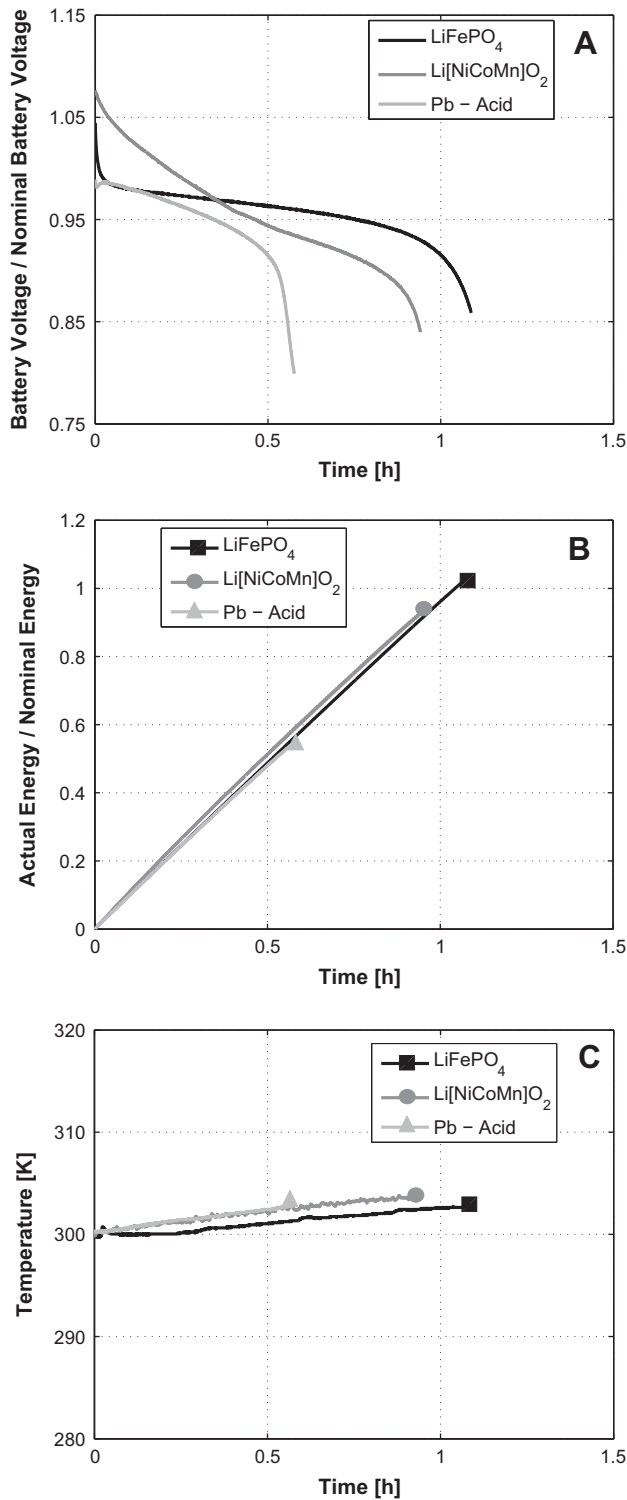 1.15
LiFePO4
A
Li[NiCoMn]O2
Pb − Acid
1.05
0.95
0.85
0.75
0 0.5 1 1.5
Time [h]
Battery Voltage / Nominal Battery Voltage
1.2
LiFePO4
B
Li[NiCoMn]O2
Pb − Acid
1
0.8
0.6
0.4
0.2
0
0 0.5 1 1.5
Time [h]
Actual Energy / Nominal Energy
320
LiFePO4
C
Li[NiCoMn]O2
Pb − Acid
310
300
290
280
0 0.5 1 1.5
Time [h]
Temperature [K]